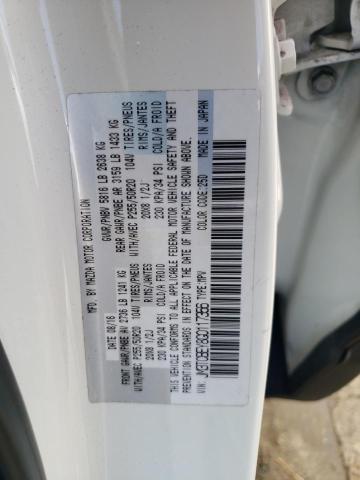 MFD. BY MAZDA MOTOR CORPORATION
DATE: 08/16 GVWR/PNBV 5816 LB 2638 KG
FRONT GAWR/PNBE AV 2736 LB 1241 KG REAR GAWR/PNBE AR 3159 LB 1433 KG
WITH/AVEC P255/50R20 104V TIRES/PNEUS WITH/AVEC P255/50R20 104V TIRES/PNEUS
20X8 1/2J RIMS/JANTES 20X8 1/2J RIMS/JANTES
230 KPA/34 PSI COLD/A FROID 230 KPA/34 PSI COLD/A FROID
THIS VEHICLE CONFORMS TO ALL APPLICABLE FEDERAL MOTOR VEHICLE SAFETY AND THEFT
PREVENTION STANDARDS IN EFFECT ON THE DATE OF MANUFACTURE SHOWN ABOVE.
VIN: TYPE:MPV COLOR CODE:25D MADE IN JAPAN